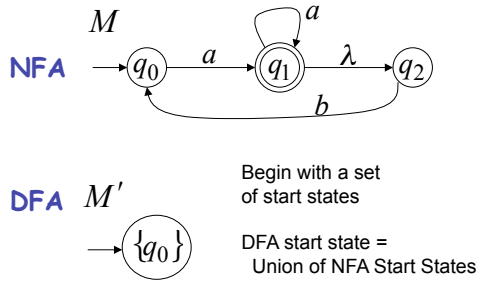 M
a
NFA q₀ a q₁ λ q₂
b
DFA M′
Begin with a set
of start states
{q₀}
DFA start state =
Union of NFA Start States